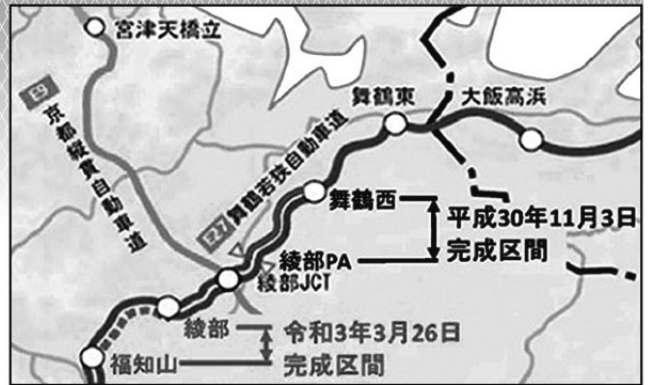 宮津天橋立
E9
京都縦貫自動車道
舞鶴東
大飯高浜
E27 舞鶴若狭自動車道
舞鶴西
平成30年11月3日
完成区間
綾部PA
綾部JCT
綾部
令和3年3月26日
完成区間
福知山